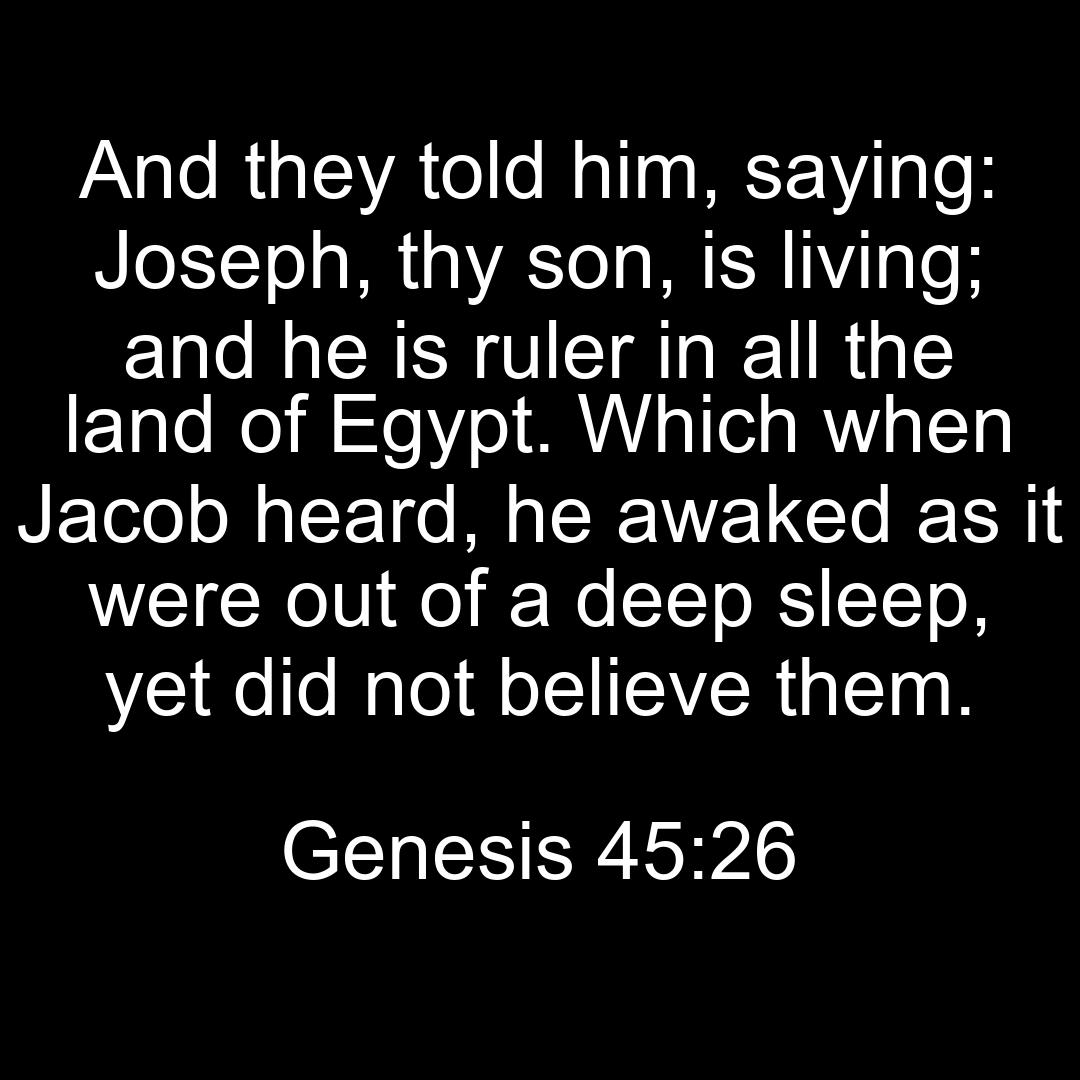 And they told him, saying:
Joseph, thy son, is living;
and he is ruler in all the
land of Egypt. Which when
Jacob heard, he awaked as it
were out of a deep sleep,
yet did not believe them.
Genesis 45:26